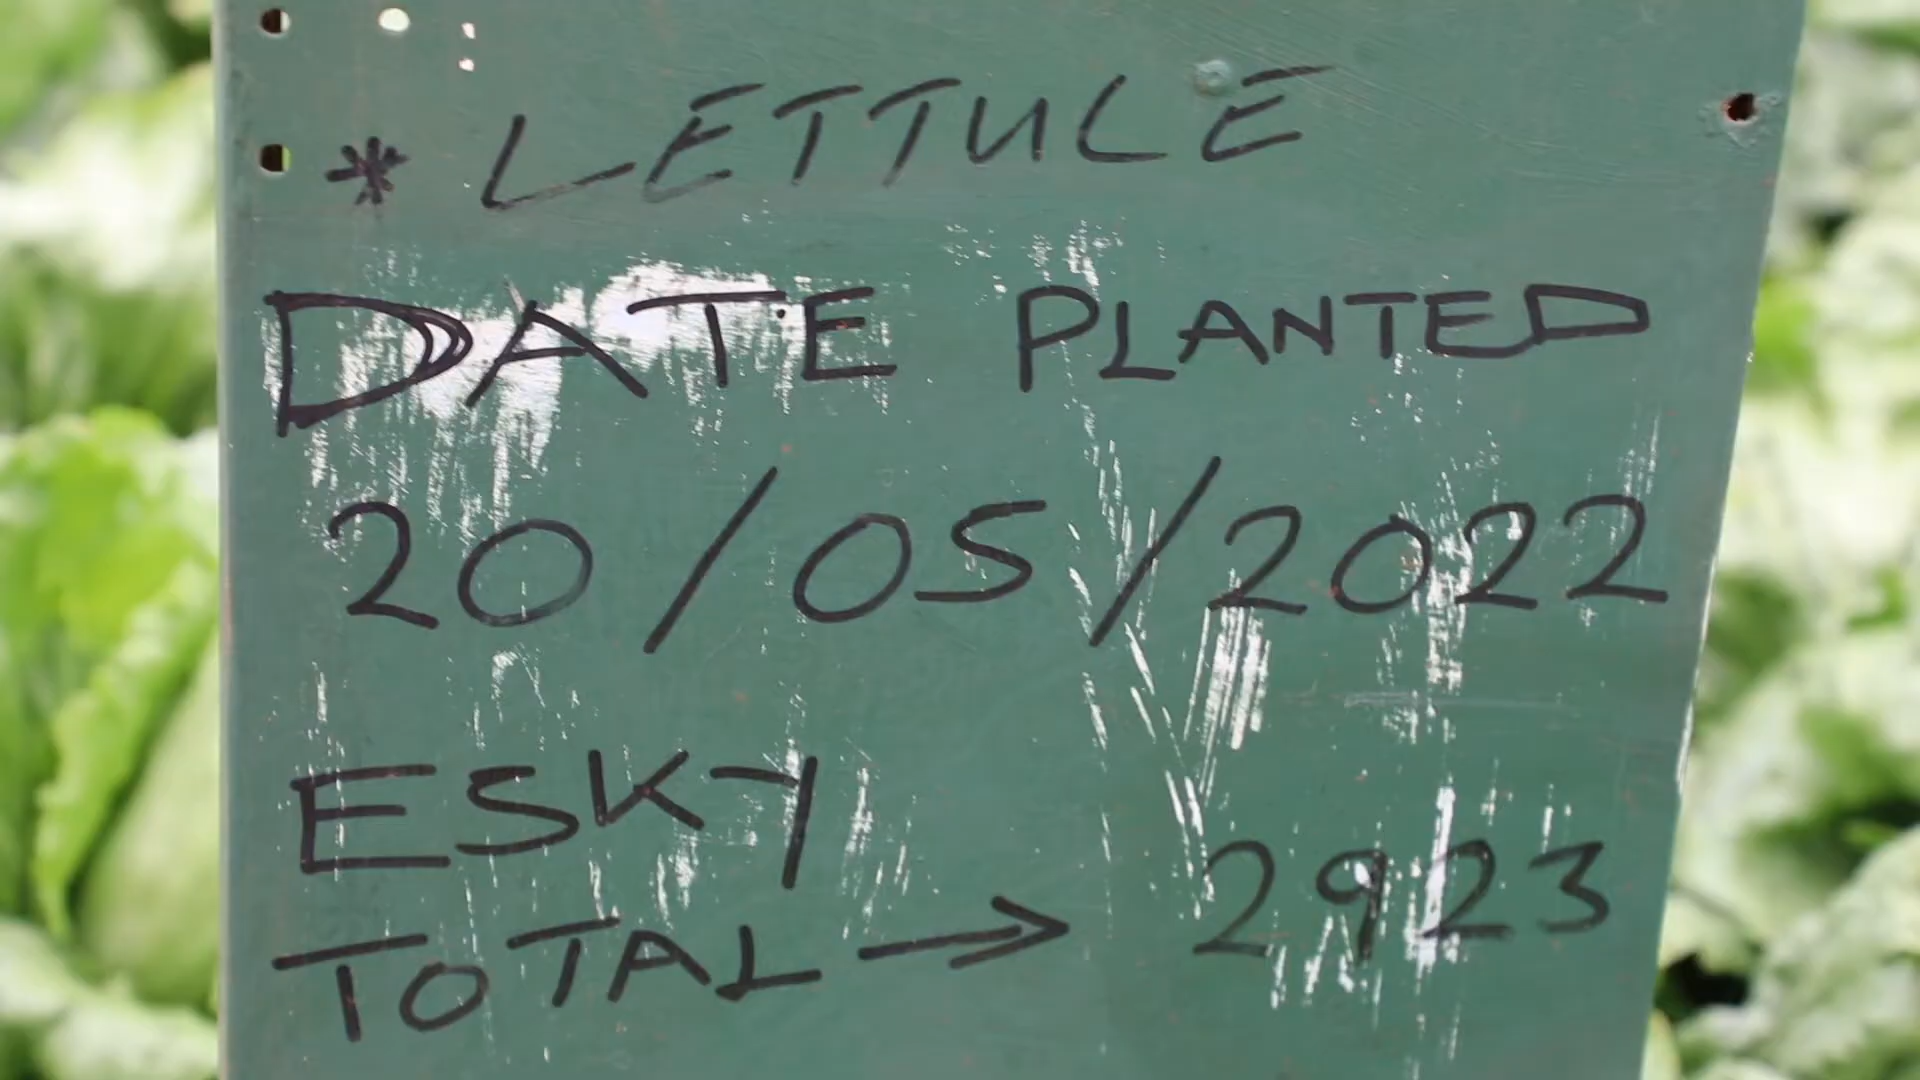 * LETTUCE
DATE PLANTED
20/05/2022
ESKY
TOTAL → 2923